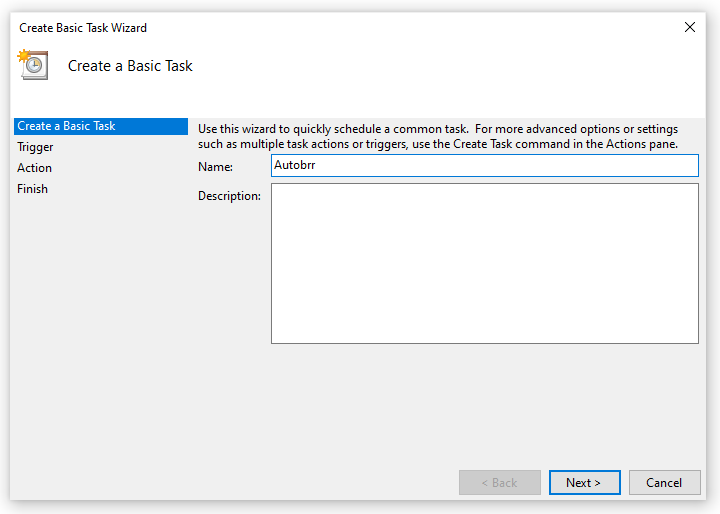 Create Basic Task Wizard
Create a Basic Task
Create a Basic Task
Trigger
Action
Finish
Use this wizard to quickly schedule a common task.  For more advanced options or settings
such as multiple task actions or triggers, use the Create Task command in the Actions pane.
Name:
Autobrr
Description:
< Back
Next >
Cancel